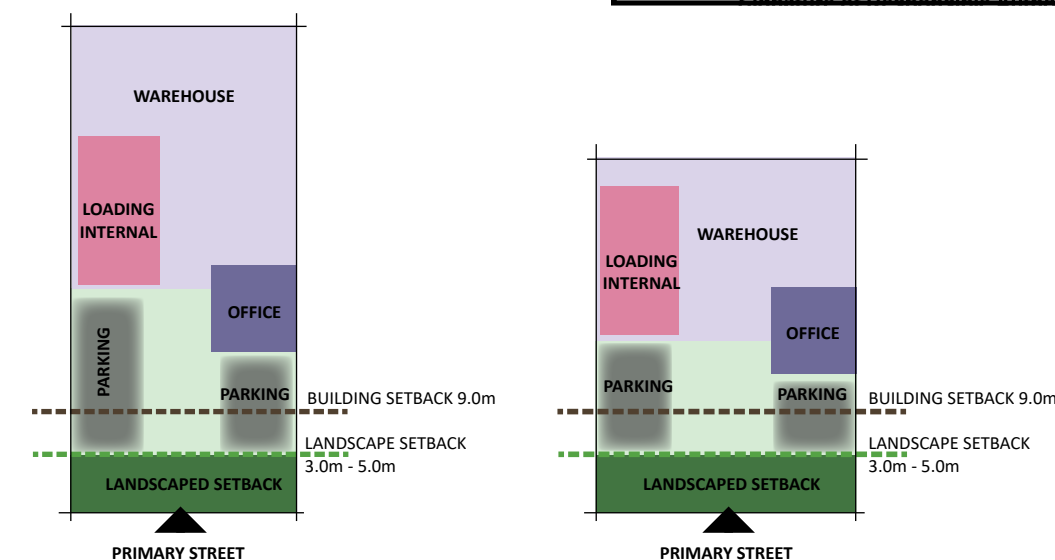 WAREHOUSE
LOADING
INTERNAL
OFFICE
PARKING
PARKING
BUILDING SETBACK 9.0m
LANDSCAPE SETBACK
3.0m - 5.0m
LANDSCAPED SETBACK
PRIMARY STREET
WAREHOUSE
LOADING
INTERNAL
OFFICE
PARKING
PARKING
BUILDING SETBACK 9.0m
LANDSCAPE SETBACK
3.0m - 5.0m
LANDSCAPED SETBACK
PRIMARY STREET